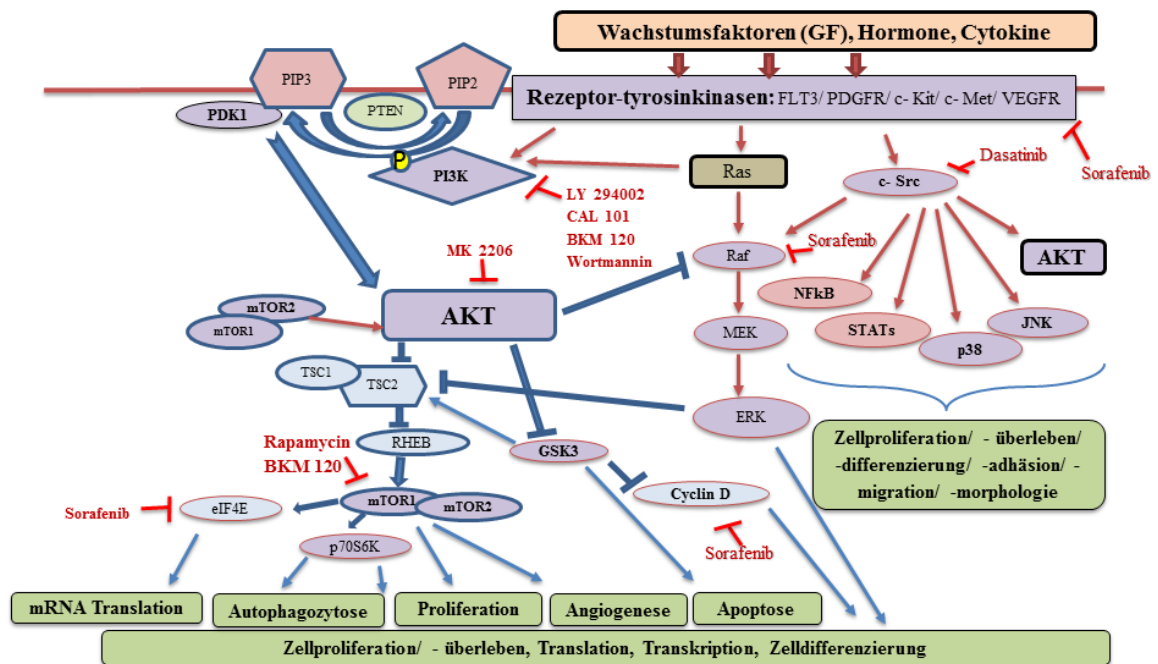 Wachstumsfaktoren (GF), Hormone, Cytokine
PIP3
PIP2
PTEN
PDK1
Rezeptor-tyrosinkinasen: FLT3/ PDGFR/ c- Kit/ c- Met/ VEGFR
P
PI3K
Ras
c- Src
Dasatinib
Sorafenib
LY 294002
CAL 101
BKM 120
Wortmannin
MK 2206
Raf
Sorafenib
AKT
NFkB
mTOR2
mTOR1
AKT
MEK
STATs
JNK
p38
TSC1
TSC2
ERK
Rapamycin
BKM 120
RHEB
GSK3
Zellproliferation/ - überleben/
-differenzierung/ -adhäsion/ -
migration/ -morphologie
Cyclin D
mTOR1
mTOR2
Sorafenib
eIF4E
p70S6K
Sorafenib
mRNA Translation
Autophagozytose
Proliferation
Angiogenese
Apoptose
Zellproliferation/ - überleben, Translation, Transkription, Zelldifferenzierung